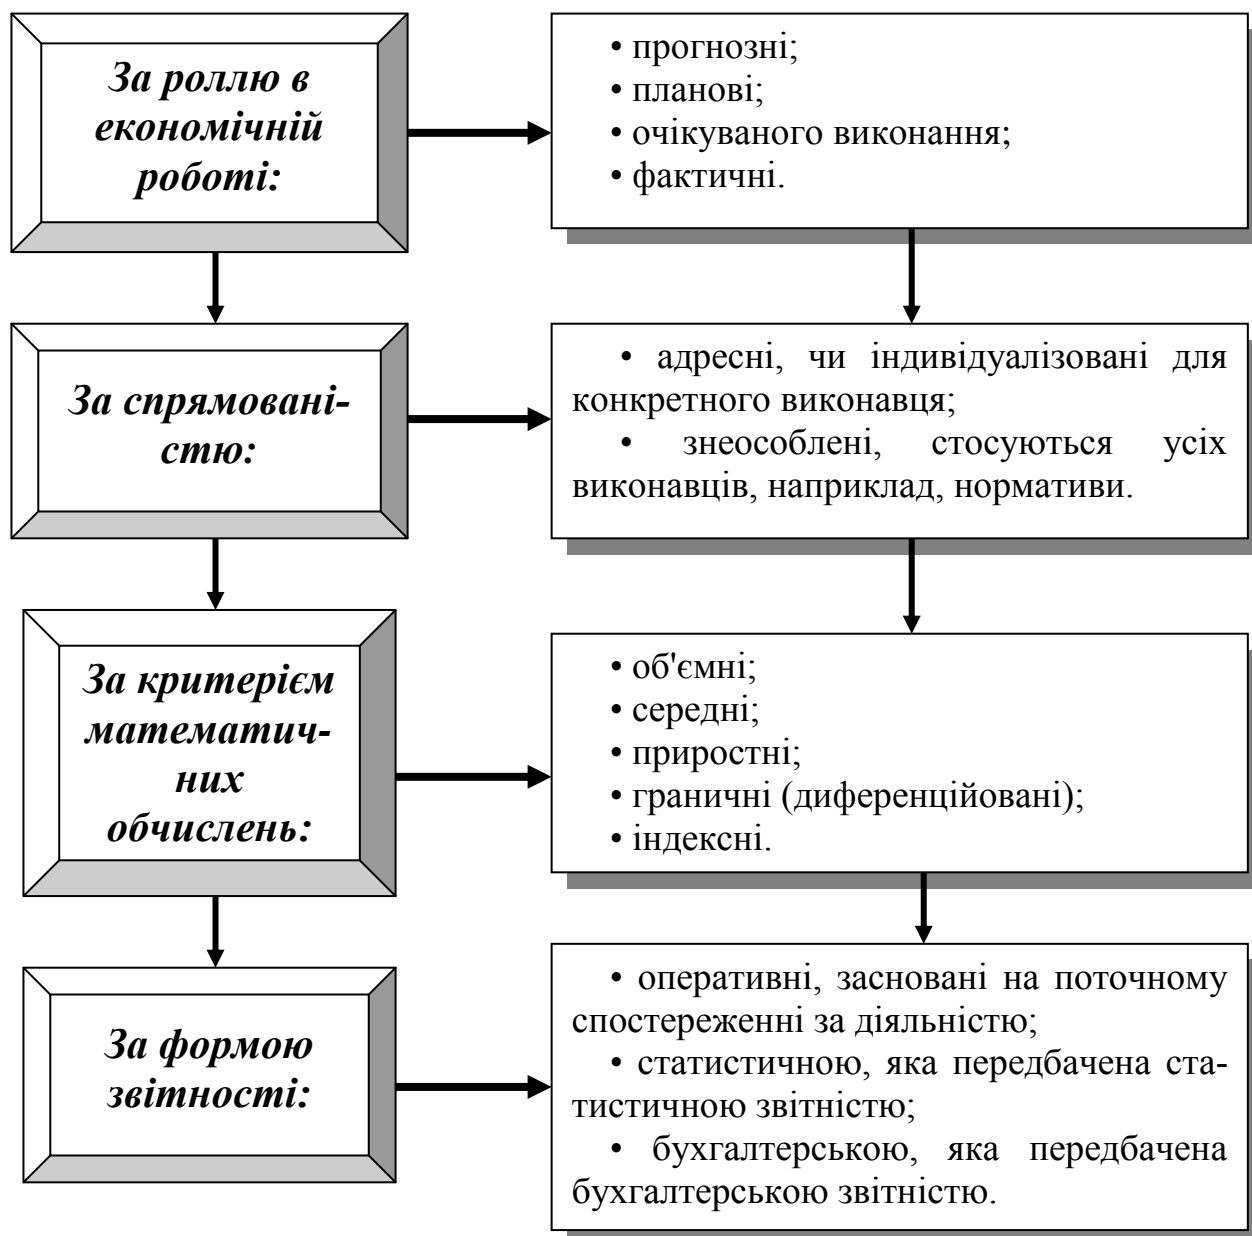 За роллю в
економічній
роботі:
• прогнозні;
• планові;
• очікуваного виконання;
• фактичні.
За спрямовані-
стю:
• адресні, чи індивідуалізовані для
конкретного виконавця;
• знеособлені, стосуються усіх
виконавців, наприклад, нормативи.
За критерієм
математич-
них
обчислень:
• об'ємні;
• середні;
• приростні;
• граничні (диференційовані);
• індексні.
За формою
звітності:
• оперативні, засновані на поточному
спостереженні за діяльністю;
• статистичною, яка передбачена ста-
тистичною звітністю;
• бухгалтерською, яка передбачена
бухгалтерською звітністю.